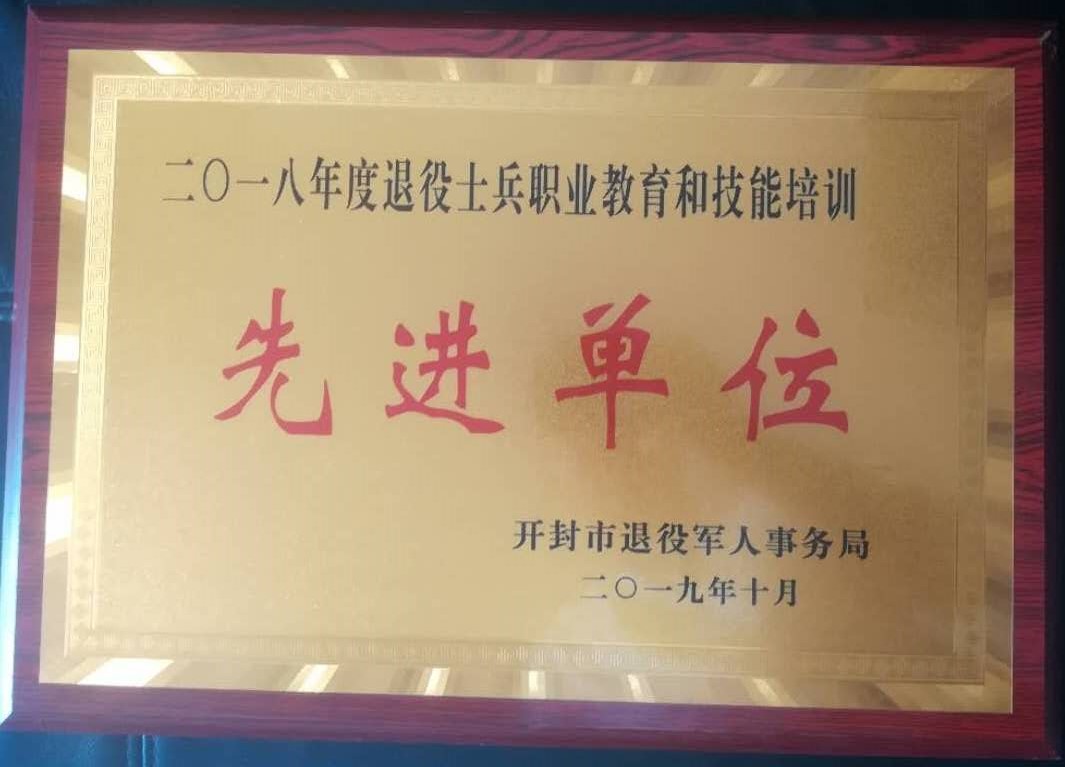 二〇一八年度退役士兵职业教育和技能培训
先进单位
开封市退役军人事务局
二〇一九年十月